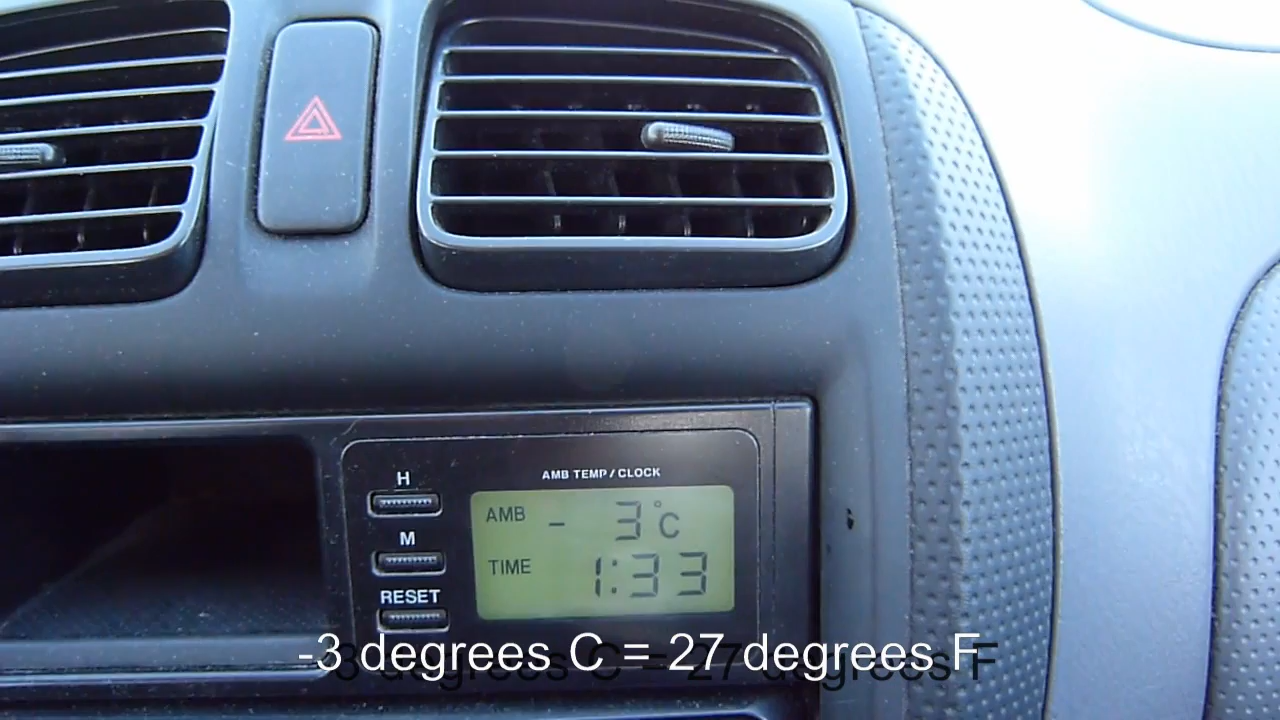 AMB TEMP/CLOCK
H
AMB - 3°C
M
TIME 1:33
RESET
-3 degrees C = 27 degrees F